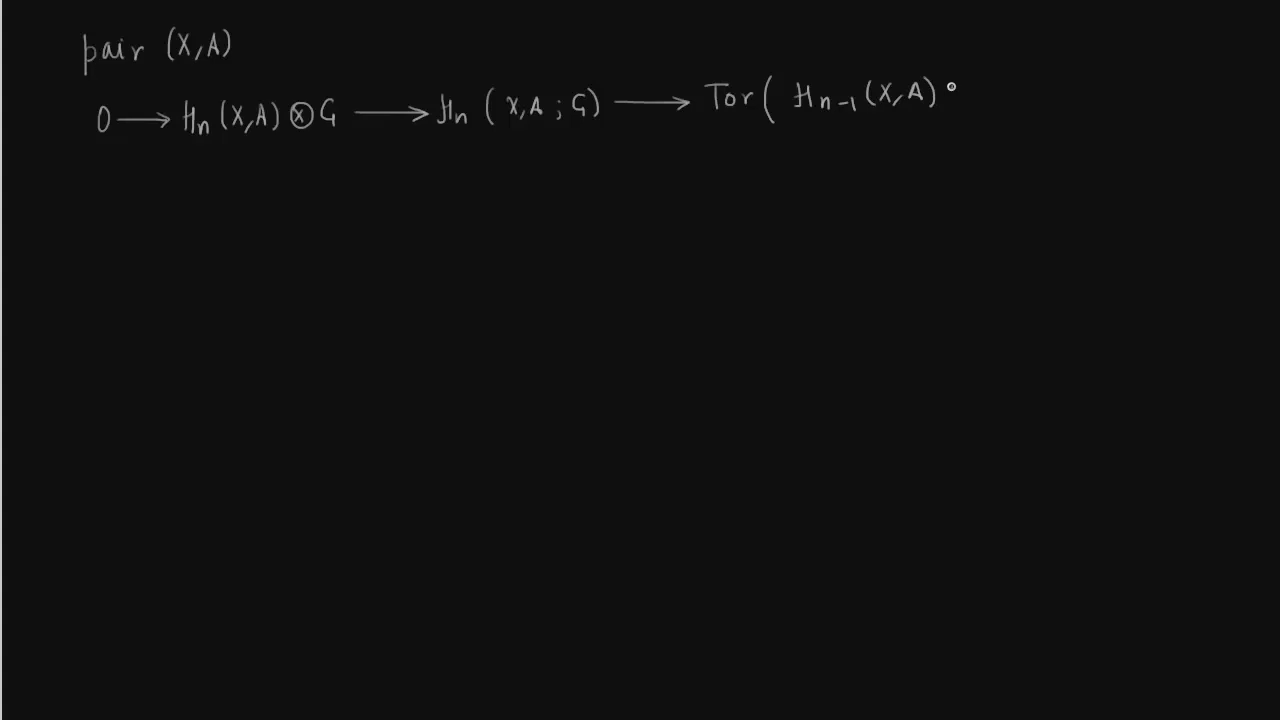 pair (X,A)
0 → Hn (X,A) ⊗ G → Hn (X,A ; G) → Tor( Hn-1 (X,A)